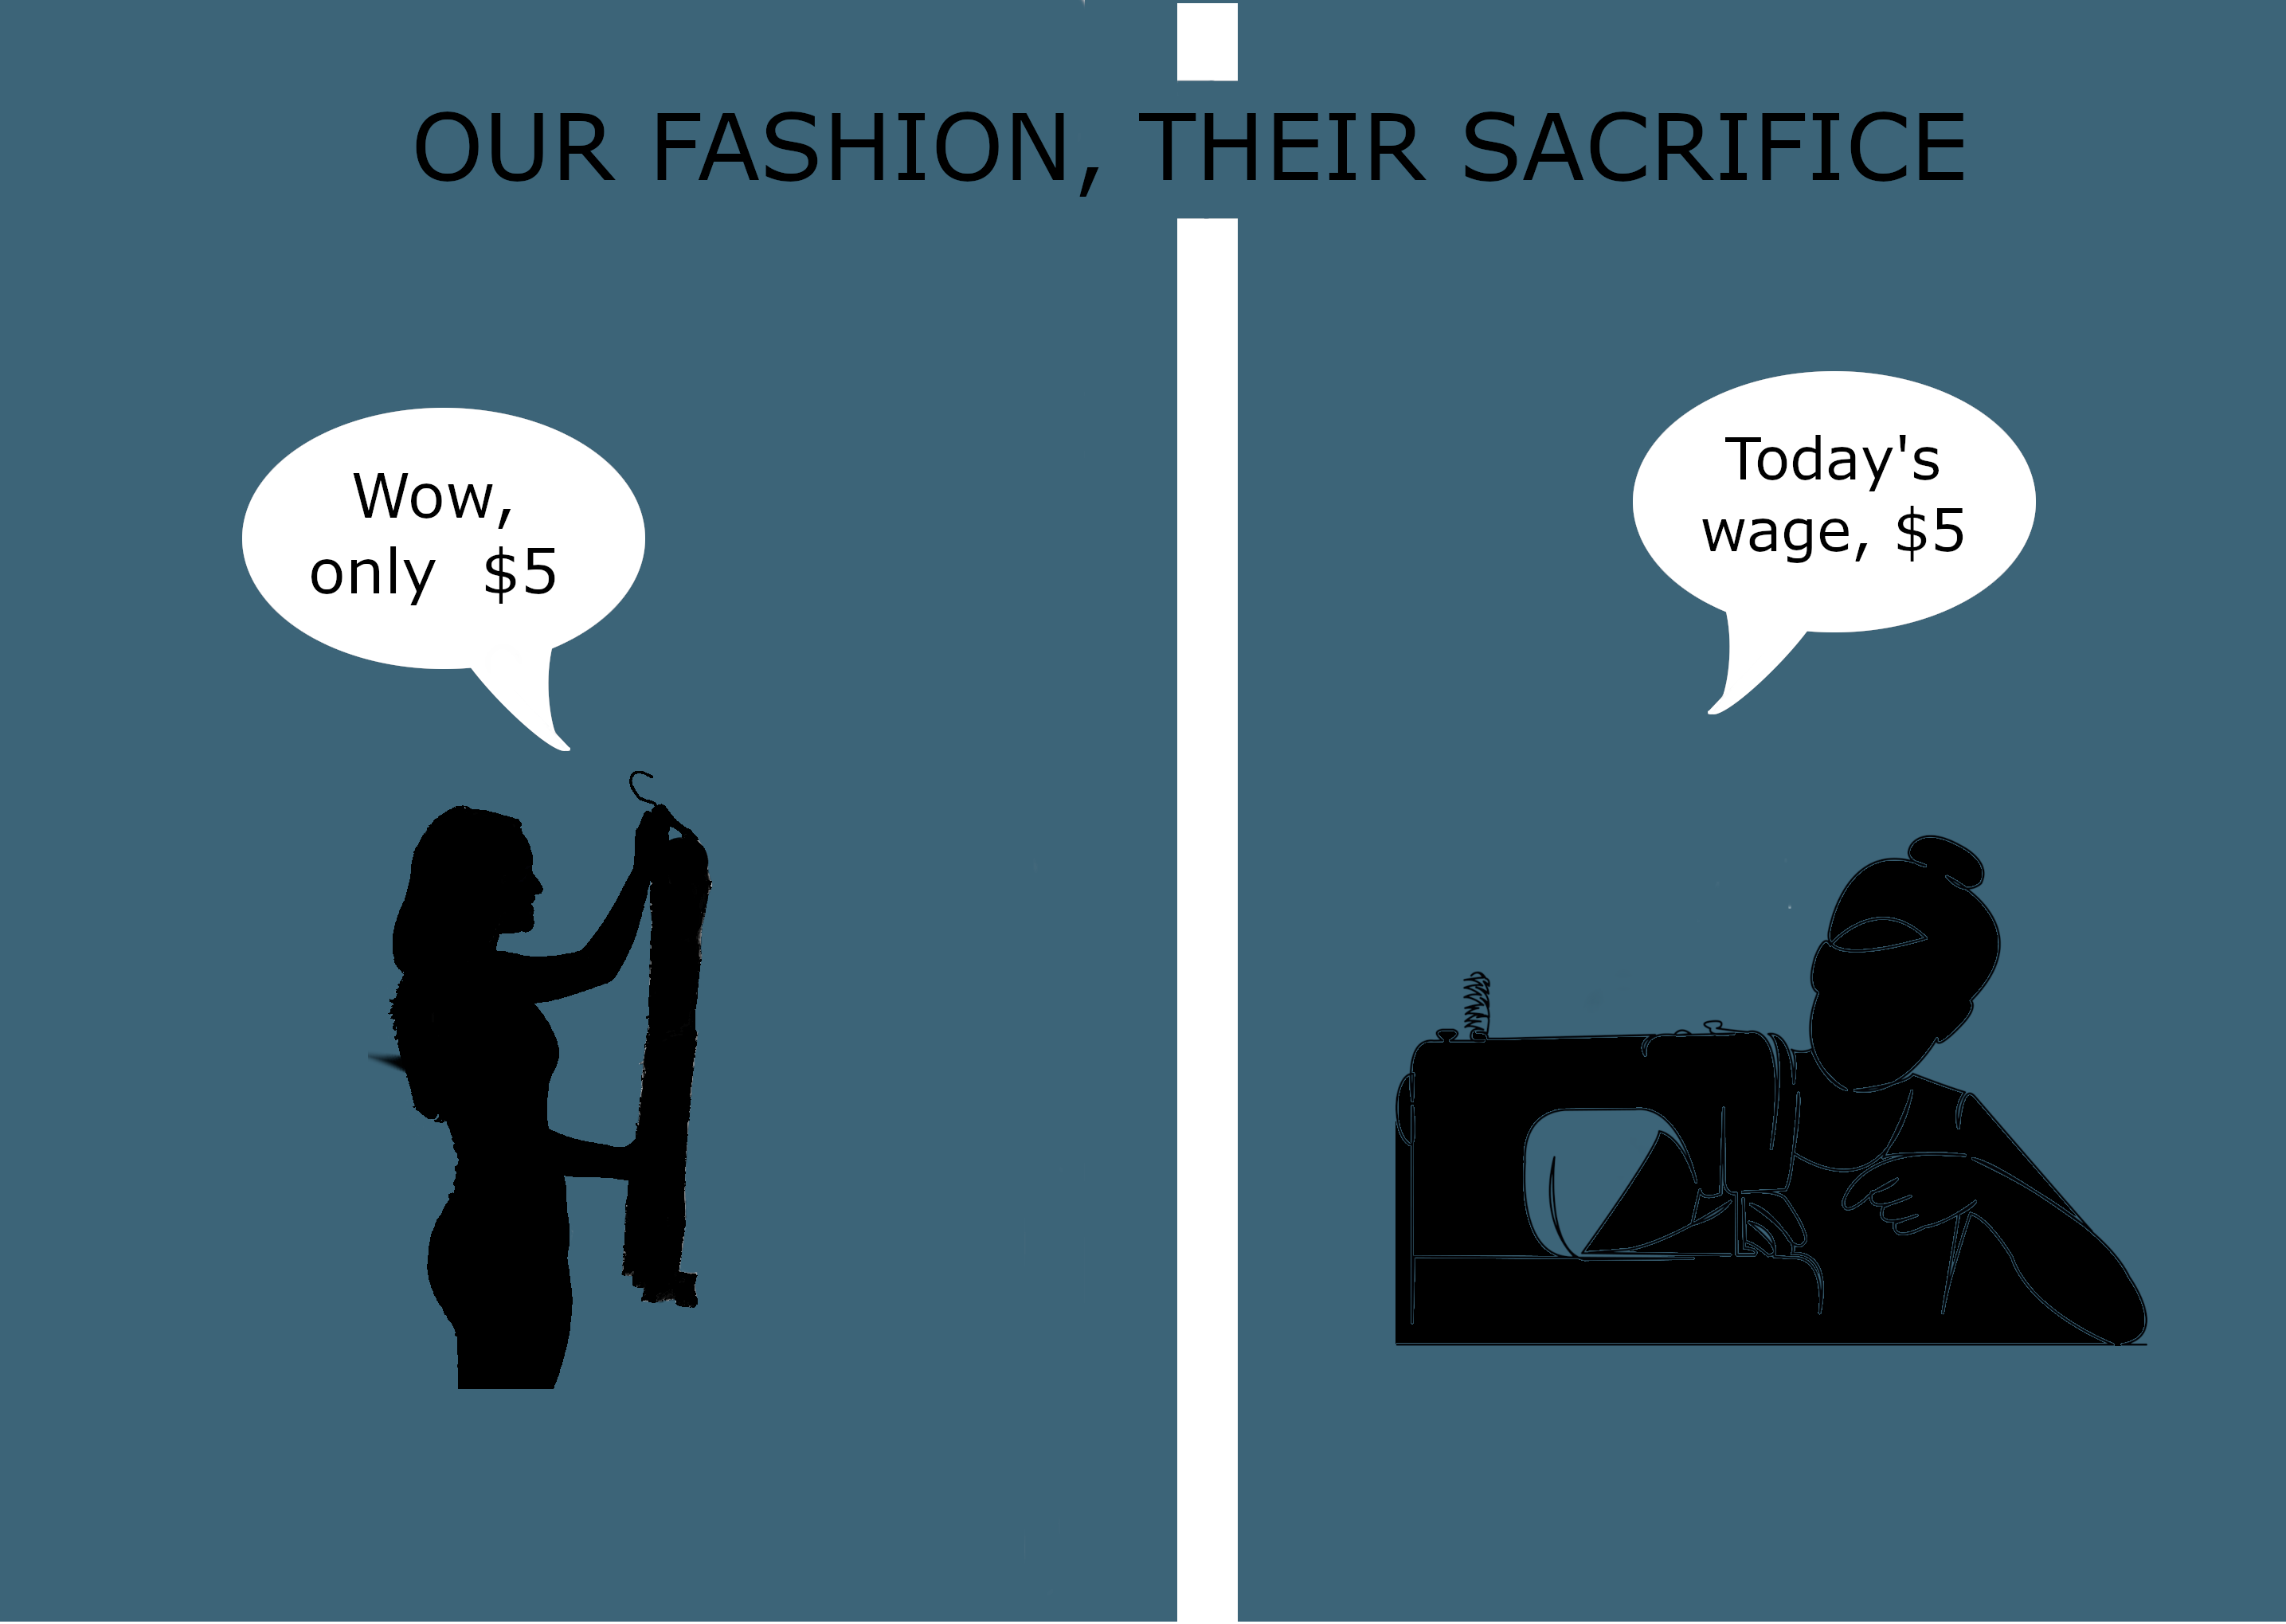 OUR FASHION, THEIR SACRIFICE
Wow,
only $5
Today's
wage, $5